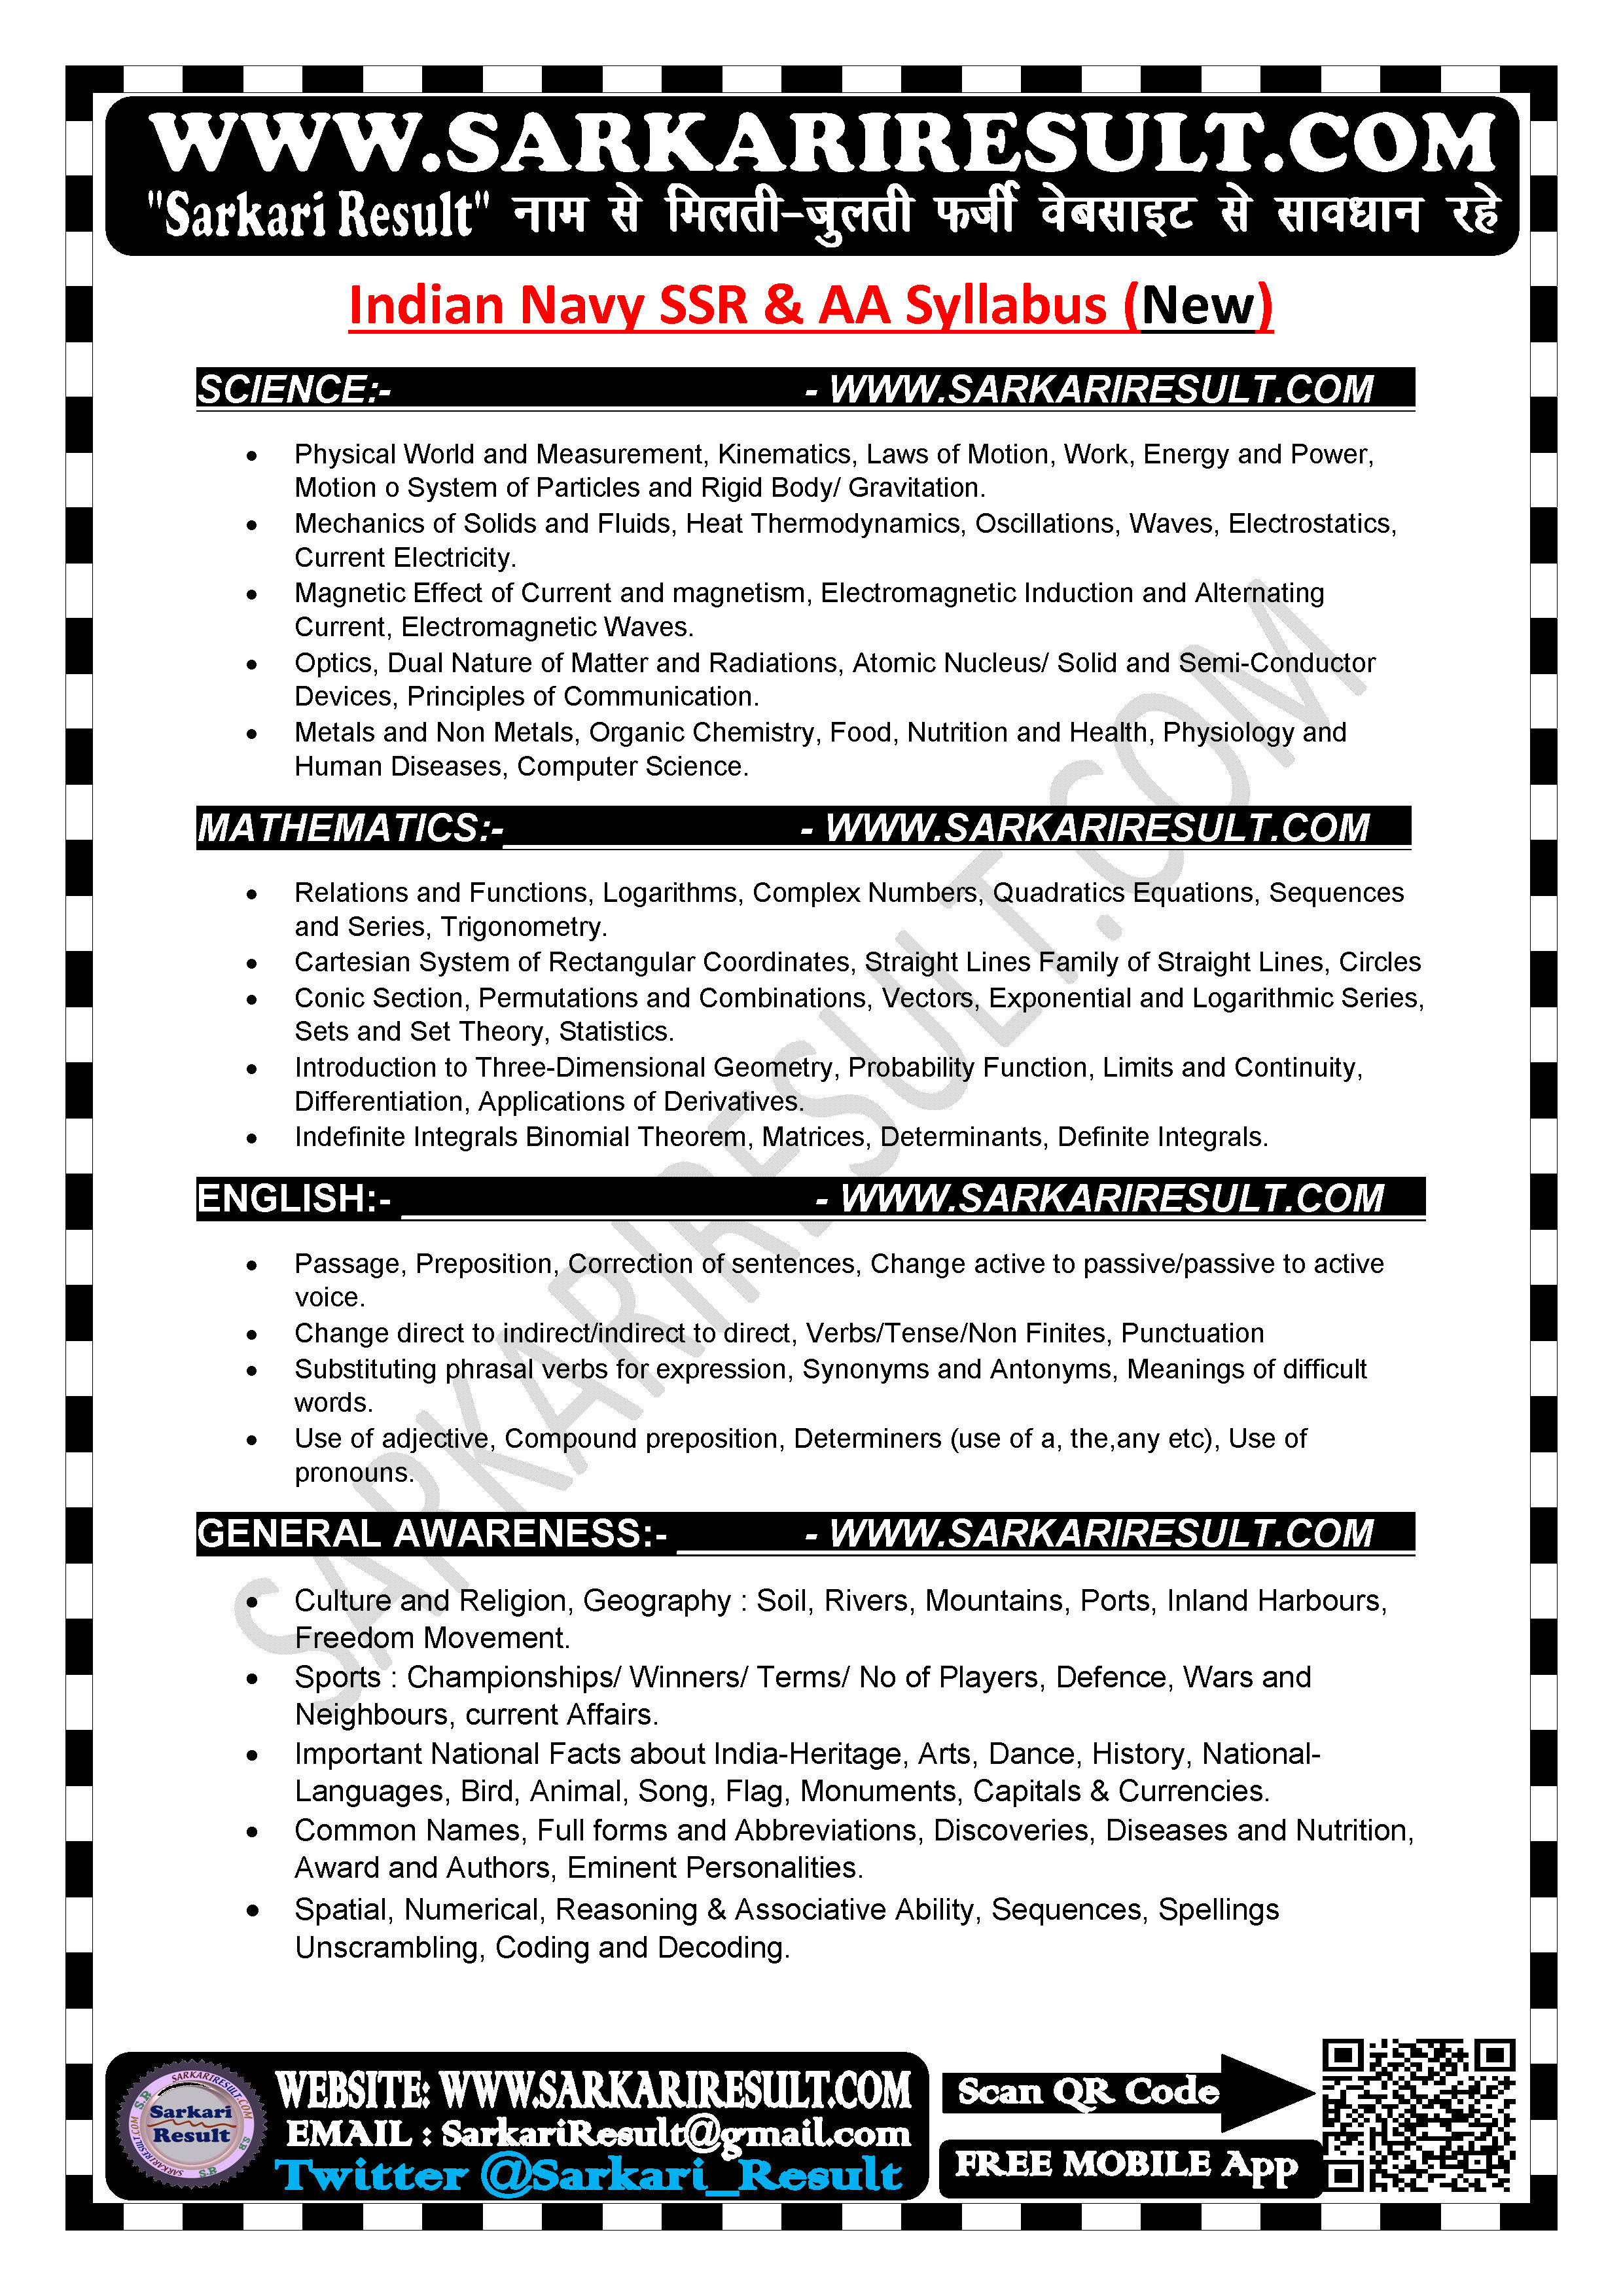 WWW.SARKARIRESULT.COM
"Sarkari Result" नाम से मिलती-जुलती फर्जी वेबसाइट से सावधान रहे
Indian Navy SSR & AA Syllabus (New)
SCIENCE:- - WWW.SARKARIRESULT.COM
• Physical World and Measurement, Kinematics, Laws of Motion, Work, Energy and Power,
Motion o System of Particles and Rigid Body/ Gravitation.
• Mechanics of Solids and Fluids, Heat Thermodynamics, Oscillations, Waves, Electrostatics,
Current Electricity.
• Magnetic Effect of Current and magnetism, Electromagnetic Induction and Alternating
Current, Electromagnetic Waves.
• Optics, Dual Nature of Matter and Radiations, Atomic Nucleus/ Solid and Semi-Conductor
Devices, Principles of Communication.
• Metals and Non Metals, Organic Chemistry, Food, Nutrition and Health, Physiology and
Human Diseases, Computer Science.
MATHEMATICS:- - WWW.SARKARIRESULT.COM
• Relations and Functions, Logarithms, Complex Numbers, Quadratics Equations, Sequences
and Series, Trigonometry.
• Cartesian System of Rectangular Coordinates, Straight Lines Family of Straight Lines, Circles
• Conic Section, Permutations and Combinations, Vectors, Exponential and Logarithmic Series,
Sets and Set Theory, Statistics.
• Introduction to Three-Dimensional Geometry, Probability Function, Limits and Continuity,
Differentiation, Applications of Derivatives.
• Indefinite Integrals Binomial Theorem, Matrices, Determinants, Definite Integrals.
ENGLISH:- - WWW.SARKARIRESULT.COM
• Passage, Preposition, Correction of sentences, Change active to passive/passive to active
voice.
• Change direct to indirect/indirect to direct, Verbs/Tense/Non Finites, Punctuation
• Substituting phrasal verbs for expression, Synonyms and Antonyms, Meanings of difficult
words.
• Use of adjective, Compound preposition, Determiners (use of a, the,any etc), Use of
pronouns.
GENERAL AWARENESS:- - WWW.SARKARIRESULT.COM
• Culture and Religion, Geography : Soil, Rivers, Mountains, Ports, Inland Harbours,
Freedom Movement.
• Sports : Championships/ Winners/ Terms/ No of Players, Defence, Wars and
Neighbours, current Affairs.
• Important National Facts about India-Heritage, Arts, Dance, History, National-
Languages, Bird, Animal, Song, Flag, Monuments, Capitals & Currencies.
• Common Names, Full forms and Abbreviations, Discoveries, Diseases and Nutrition,
Award and Authors, Eminent Personalities.
• Spatial, Numerical, Reasoning & Associative Ability, Sequences, Spellings
Unscrambling, Coding and Decoding.
SARKARIRESULT.COM
SARKARIRESULT.COM
S.R
Sarkari
Result
SARKARIRESULT.COM
SR
S.R
WEBSITE: WWW.SARKARIRESULT.COM
EMAIL : SarkariResult@gmail.com
Twitter @Sarkari_Result
Scan QR Code
FREE MOBILE App